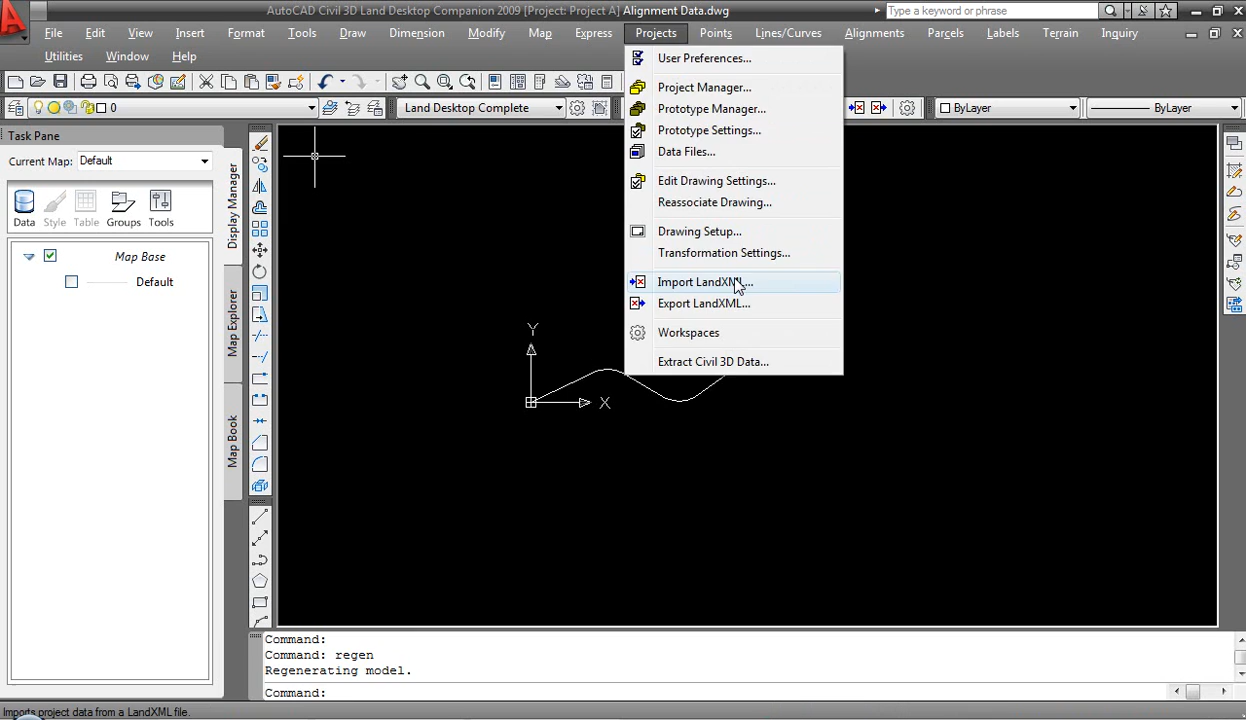 AutoCAD Civil 3D Land Desktop Companion 2009 [Project: Project A] Alignment Data.dwg
Type a keyword or phrase
File Edit View Insert Format Tools Draw Dimension Modify Map Express Projects Points Lines/Curves Alignments Parcels Labels Terrain Inquiry
Utilities Window Help
0 Land Desktop Complete ByLayer ByLayer
Task Pane
Current Map: Default
Data Style Table Groups Tools
Map Base
Default
Display Manager
Map Explorer
Map Book
User Preferences...
Project Manager...
Prototype Manager...
Prototype Settings...
Data Files...
Edit Drawing Settings...
Reassociate Drawing...
Drawing Setup...
Transformation Settings...
Import LandXML...
Export LandXML...
Workspaces
Extract Civil 3D Data...
Y
X
Command:
Command: regen
Regenerating model.
Command:
Imports project data from a LandXML file.